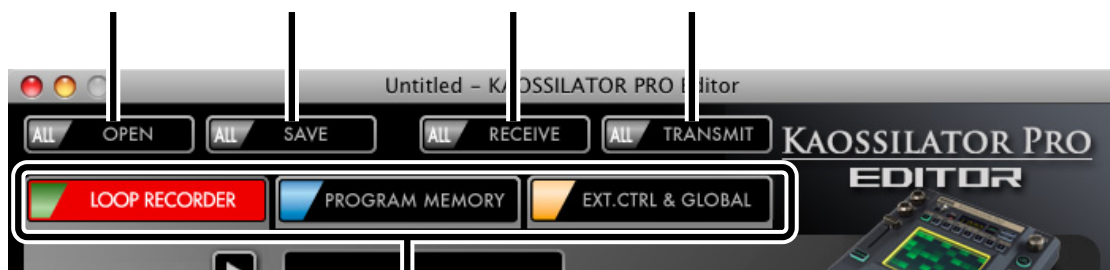 Untitled – KAOSSILATOR PRO Editor
ALL OPEN ALL SAVE ALL RECEIVE ALL TRANSMIT
KAOSSILATOR PRO
EDITOR
LOOP RECORDER PROGRAM MEMORY EXT.CTRL & GLOBAL